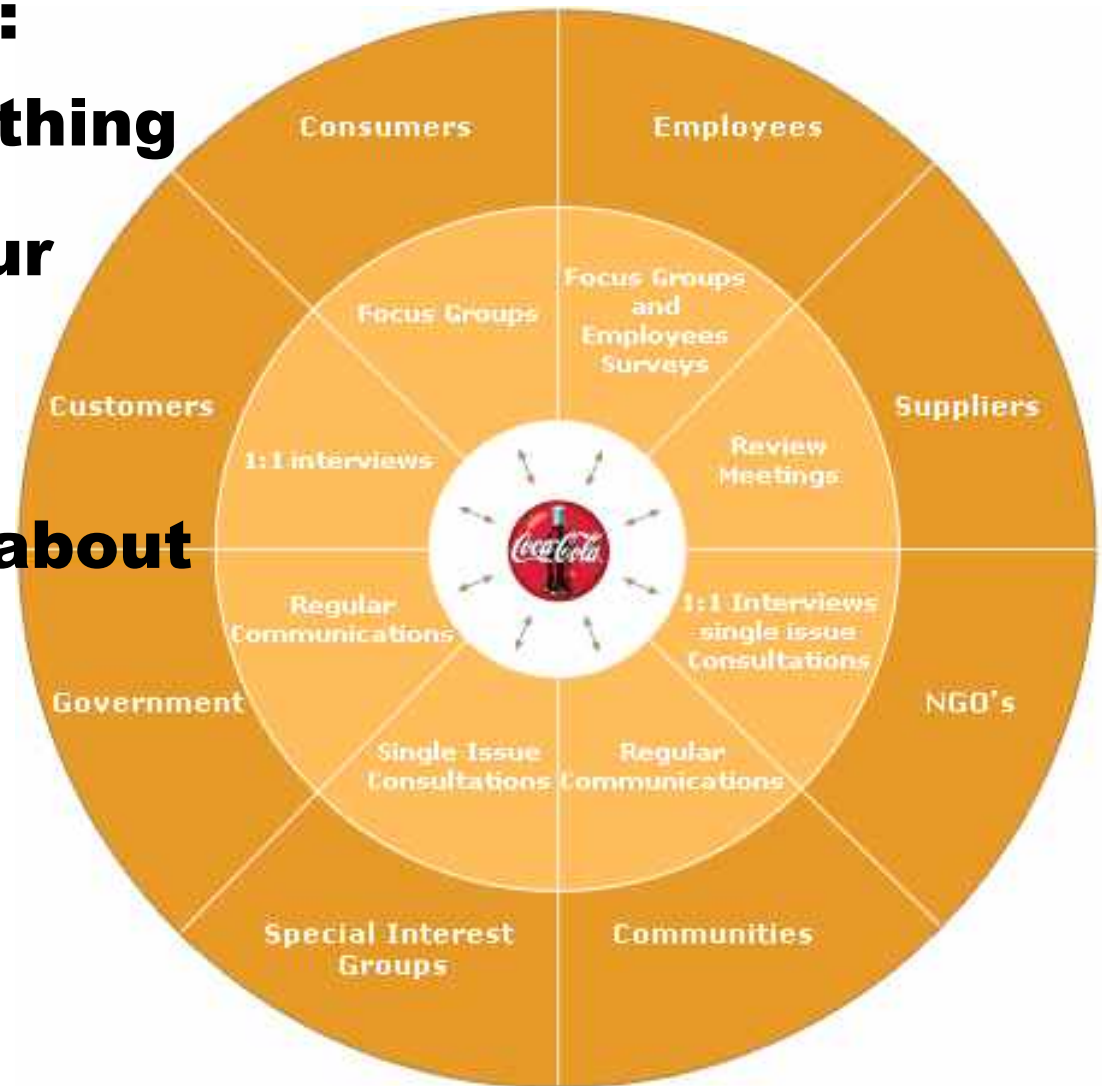 :
thing
ur
about
Consumers
Employees
Focus Groups
Focus Groups
and
Employees
Surveys
Customers
Suppliers
1:1 interviews
Review
Meetings
Coca-Cola
Regular
Communications
1:1 Interviews
single issue
Consultations
Government
NGO's
Single Issue
Consultations
Regular
Communications
Special Interest
Groups
Communities